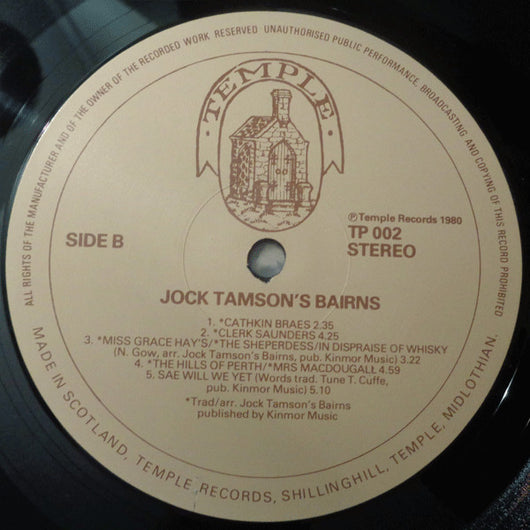 ALL RIGHTS OF THE MANUFACTURER AND OF THE OWNER OF THE RECORDED WORK RESERVED UNAUTHORISED PUBLIC PERFORMANCE, BROADCASTING AND COPYING OF THIS RECORD PROHIBITED
· TEMPLE ·
SIDE B
℗ Temple Records 1980
TP 002
STEREO
JOCK TAMSON'S BAIRNS
1. *CATHKIN BRAES 2.35
2. *CLERK SAUNDERS 4.25
3. *MISS GRACE HAY'S/*THE SHEPERDESS/IN DISPRAISE OF WHISKY
(N. Gow, arr. Jock Tamson's Bairns, pub. Kinmor Music) 3.22
4. *THE HILLS OF PERTH/*MRS MACDOUGALL 4.59
5. SAE WILL WE YET (Words trad. Tune T. Cuffe,
pub. Kinmor Music) 5.10
*Trad/arr. Jock Tamson's Bairns
published by Kinmor Music
MADE IN SCOTLAND, TEMPLE RECORDS, SHILLINGHILL, TEMPLE, MIDLOTHIAN.